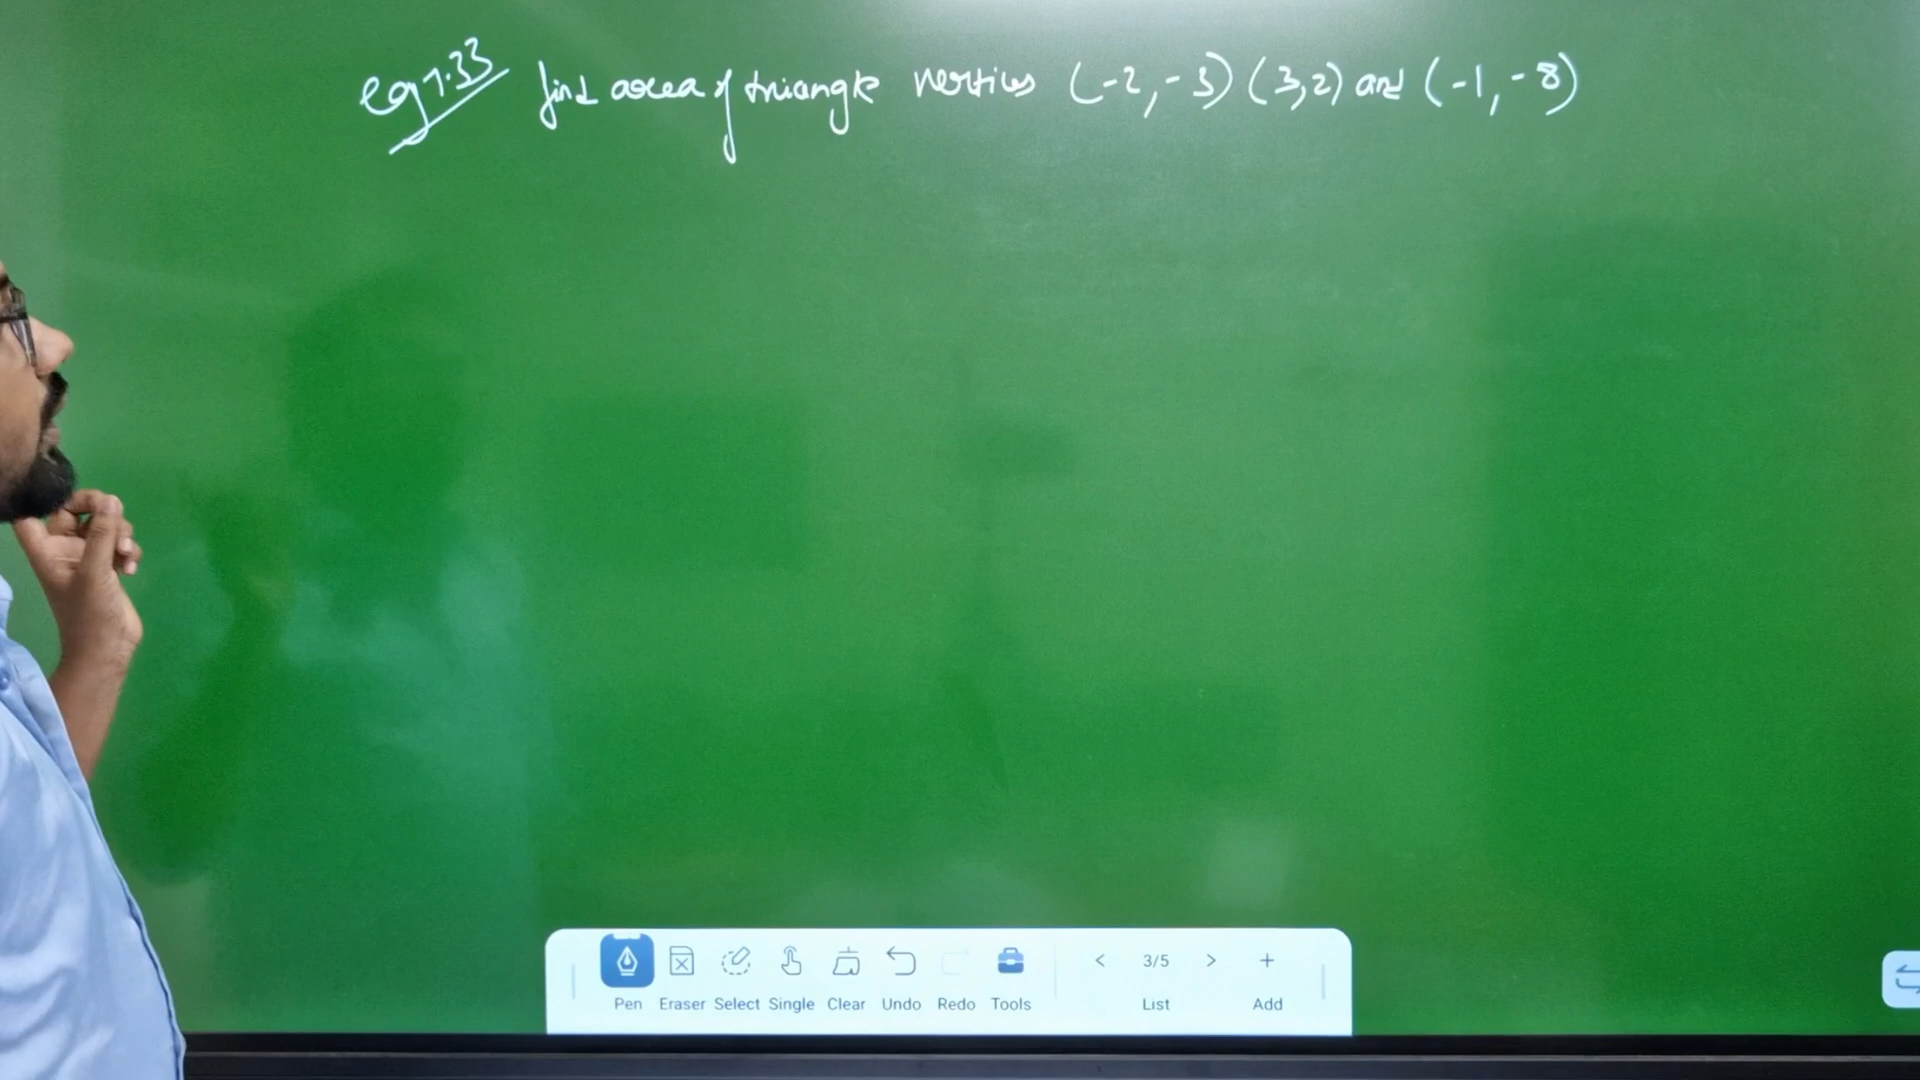 eg 7.33 find area of triangle vertices (-2, -3) (3,2) and (-1, -8)
Pen Eraser Select Single Clear Undo Redo Tools < 3/5 > List + Add